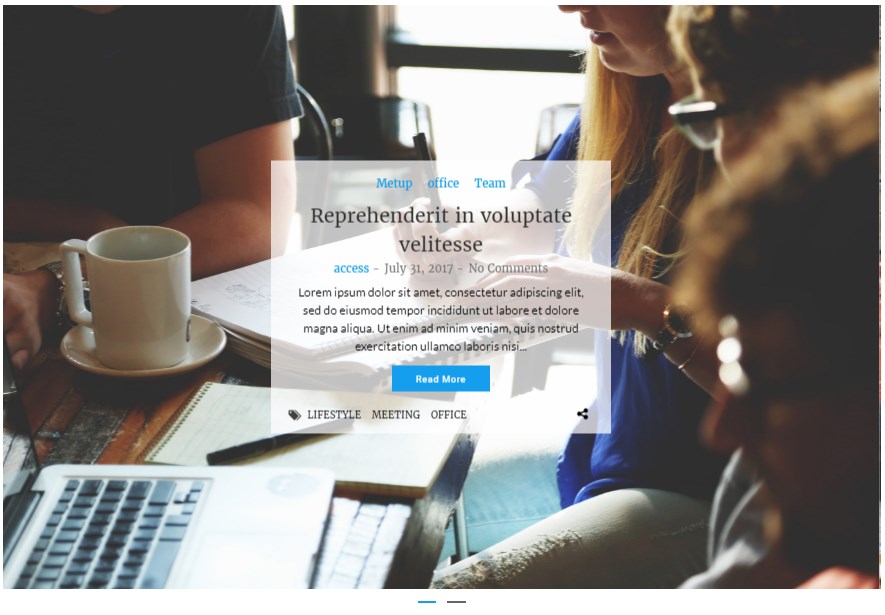 Metup office Team
Reprehenderit in voluptate
velitesse
access - July 31, 2017 - No Comments
Lorem ipsum dolor sit amet, consectetur adipiscing elit,
sed do eiusmod tempor incididunt ut labore et dolore
magna aliqua. Ut enim ad minim veniam, quis nostrud
exercitation ullamco laboris nisi...
Read More
LIFESTYLE MEETING OFFICE